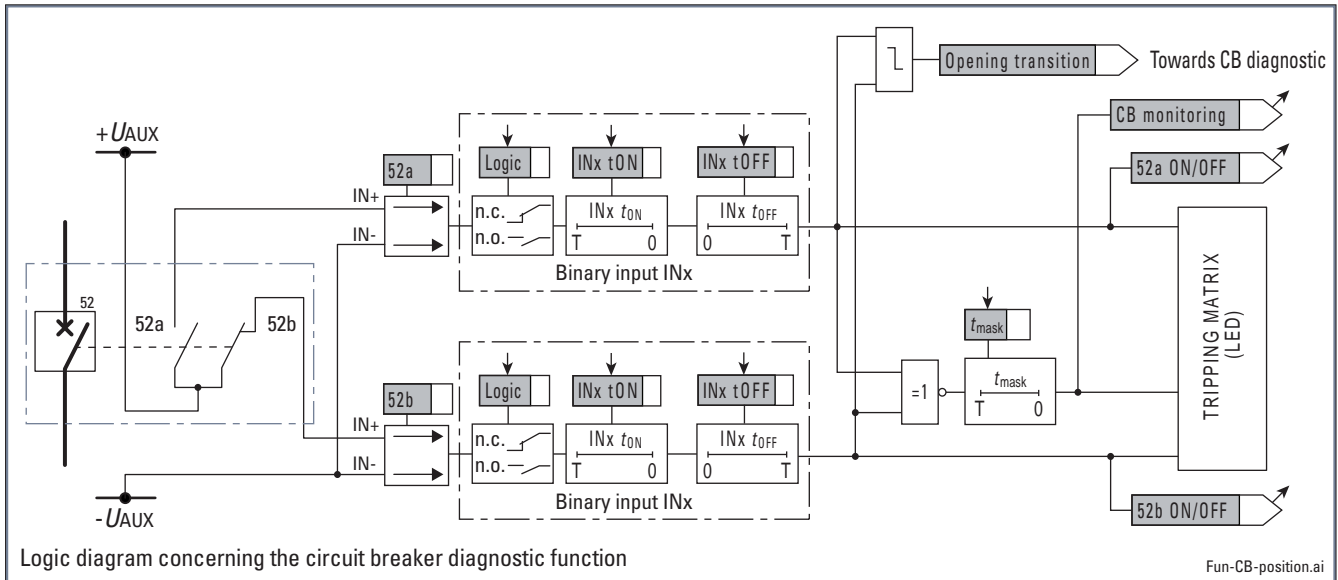 Opening transition
Towards CB diagnostic
CB monitoring
+UAUX
52a
Logic
INx tON
INx tOFF
52a ON/OFF
IN+
IN-
n.c.
n.o.
INx tON
T 0
INx tOFF
0 T
Binary input INx
52
52a
52b
tmask
=1
tmask
T 0
TRIPPING MATRIX
(LED)
52b
Logic
INx tON
INx tOFF
IN+
IN-
n.c.
n.o.
INx tON
T 0
INx tOFF
0 T
Binary input INx
-UAUX
52b ON/OFF
Logic diagram concerning the circuit breaker diagnostic function
Fun-CB-position.ai